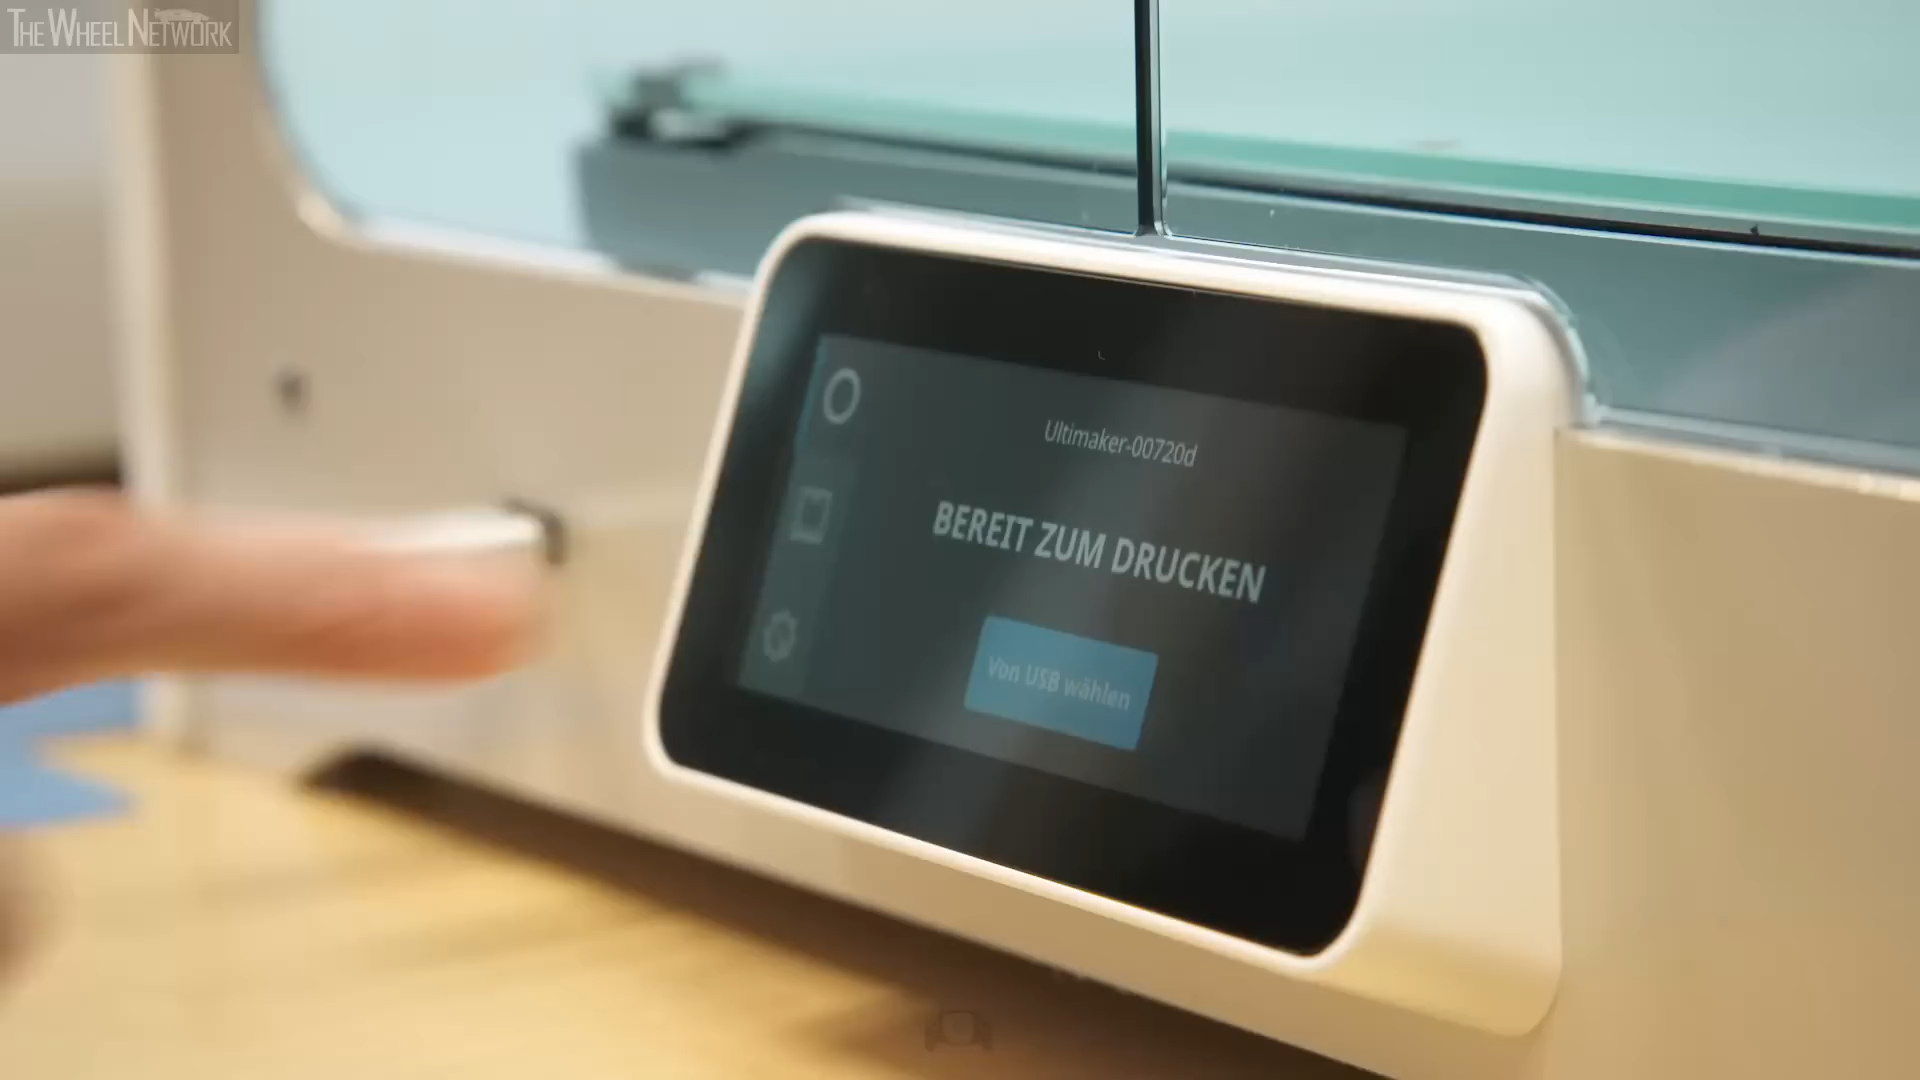 THE WHEEL NETWORK
Ultimaker-00720d
BEREIT ZUM DRUCKEN
Von USB wählen